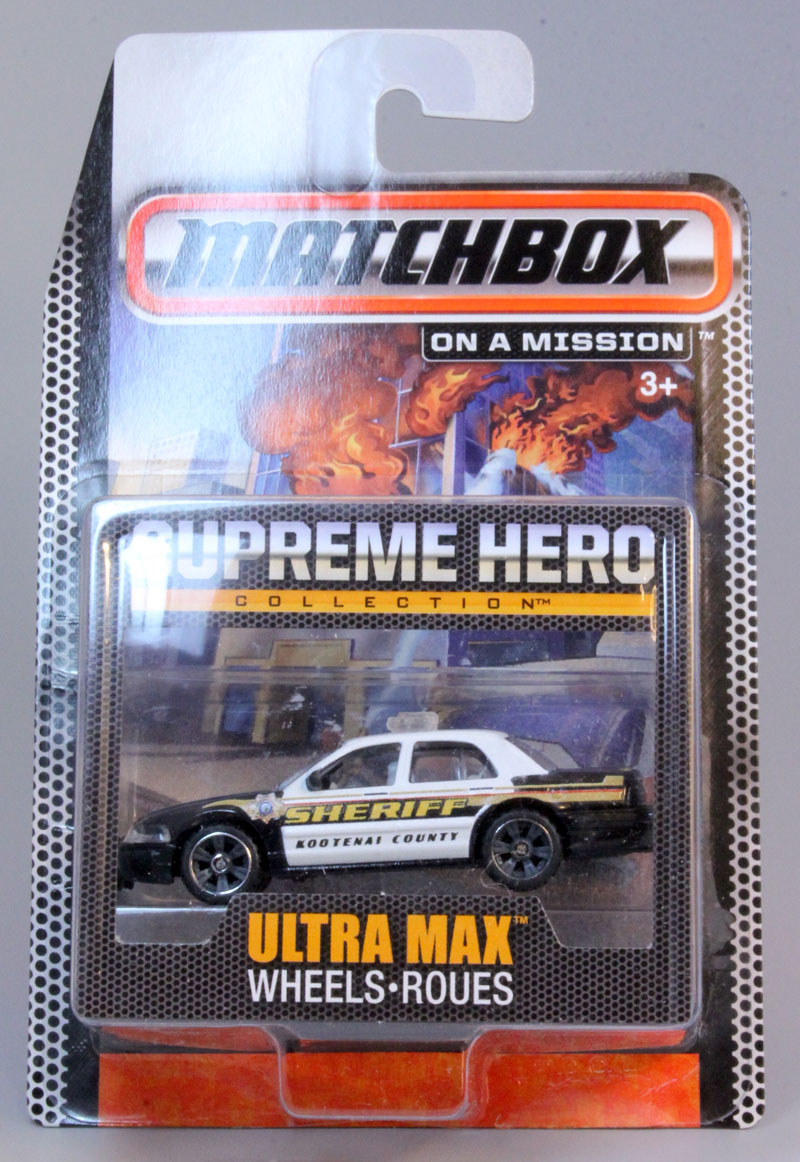 MATCHBOX
ON A MISSION™
3+
SUPREME HERO
COLLECTION™
SHERIFF
KOOTENAI COUNTY
ULTRA MAX™
WHEELS•ROUES